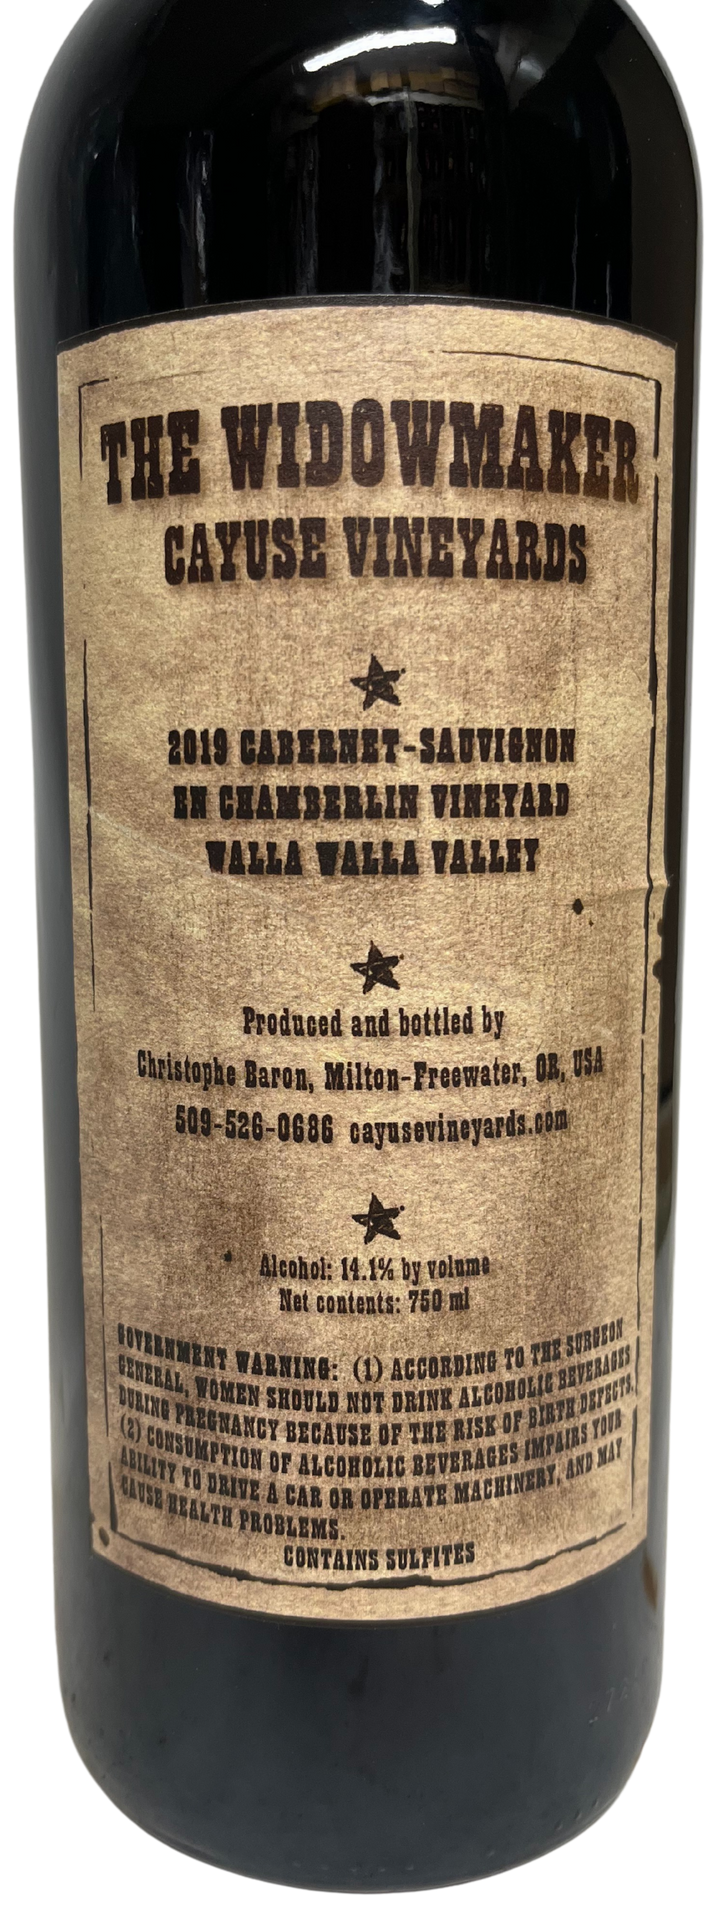 THE WIDOWMAKER
CAYUSE VINEYARDS
2019 CABERNET-SAUVIGNON
EN CHAMBERLIN VINEYARD
WALLA WALLA VALLEY
Produced and bottled by
Christophe Baron, Milton-Freewater, OR, USA
509-526-0686 cayusevineyards.com
Alcohol: 14.1% by volume
Net contents: 750 ml
GOVERNMENT WARNING: (1) ACCORDING TO THE SURGEON
GENERAL, WOMEN SHOULD NOT DRINK ALCOHOLIC BEVERAGES
DURING PREGNANCY BECAUSE OF THE RISK OF BIRTH DEFECTS.
(2) CONSUMPTION OF ALCOHOLIC BEVERAGES IMPAIRS YOUR
ABILITY TO DRIVE A CAR OR OPERATE MACHINERY, AND MAY
CAUSE HEALTH PROBLEMS.
CONTAINS SULFITES